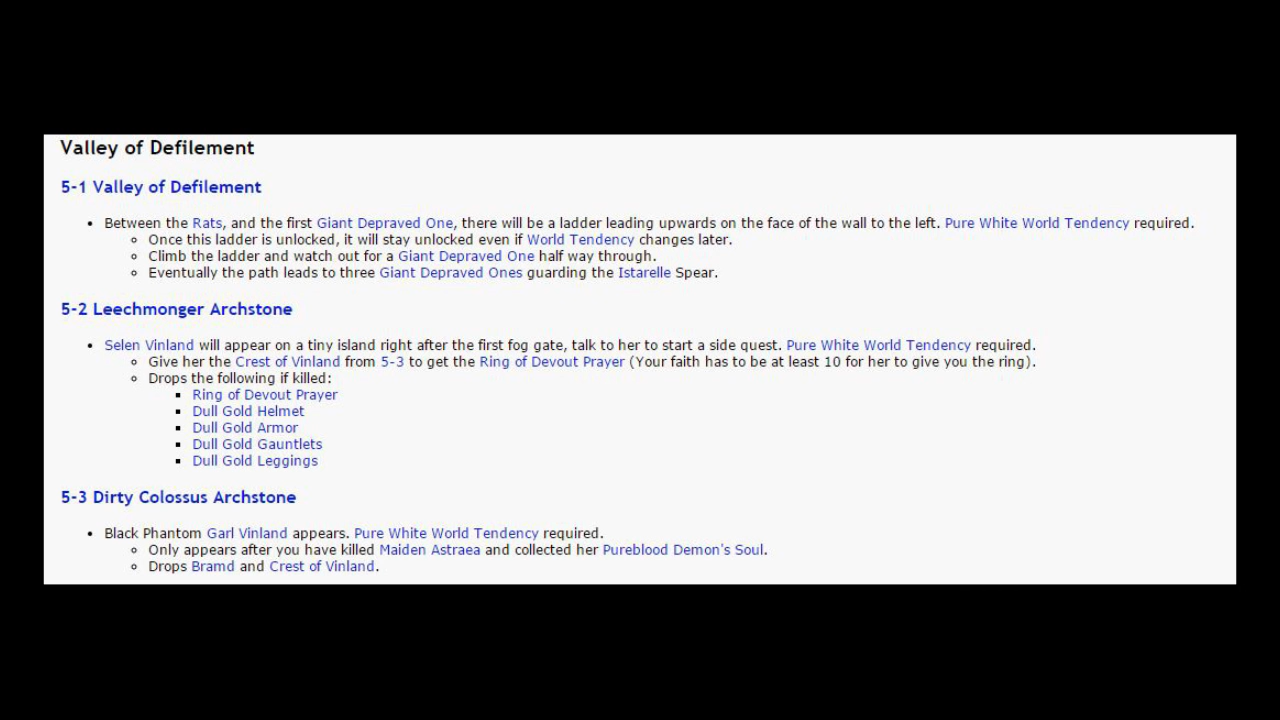 Valley of Defilement
5-1 Valley of Defilement
• Between the Rats, and the first Giant Depraved One, there will be a ladder leading upwards on the face of the wall to the left. Pure White World Tendency required.
○ Once this ladder is unlocked, it will stay unlocked even if World Tendency changes later.
○ Climb the ladder and watch out for a Giant Depraved One half way through.
○ Eventually the path leads to three Giant Depraved Ones guarding the Istarelle Spear.
5-2 Leechmonger Archstone
• Selen Vinland will appear on a tiny island right after the first fog gate, talk to her to start a side quest. Pure White World Tendency required.
○ Give her the Crest of Vinland from 5-3 to get the Ring of Devout Prayer (Your faith has to be at least 10 for her to give you the ring).
○ Drops the following if killed:
▪ Ring of Devout Prayer
▪ Dull Gold Helmet
▪ Dull Gold Armor
▪ Dull Gold Gauntlets
▪ Dull Gold Leggings
5-3 Dirty Colossus Archstone
• Black Phantom Garl Vinland appears. Pure White World Tendency required.
○ Only appears after you have killed Maiden Astraea and collected her Pureblood Demon's Soul.
○ Drops Bramd and Crest of Vinland.